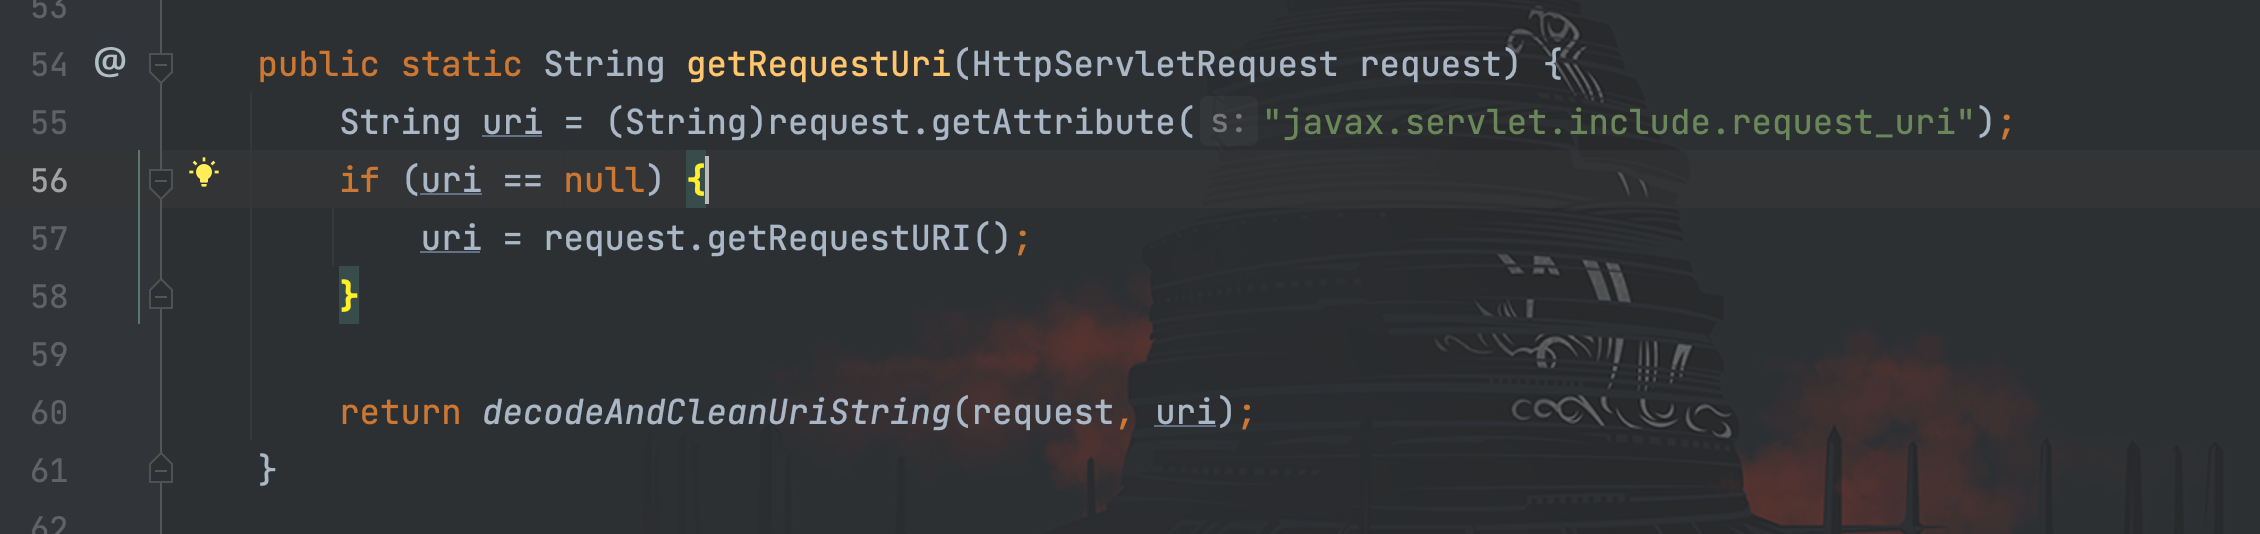 53
54 @ public static String getRequestUri(HttpServletRequest request) {
55 String uri = (String)request.getAttribute( s: "javax.servlet.include.request_uri");
56 if (uri == null) {
57 uri = request.getRequestURI();
58 }
59
60 return decodeAndCleanUriString(request, uri);
61 }
62